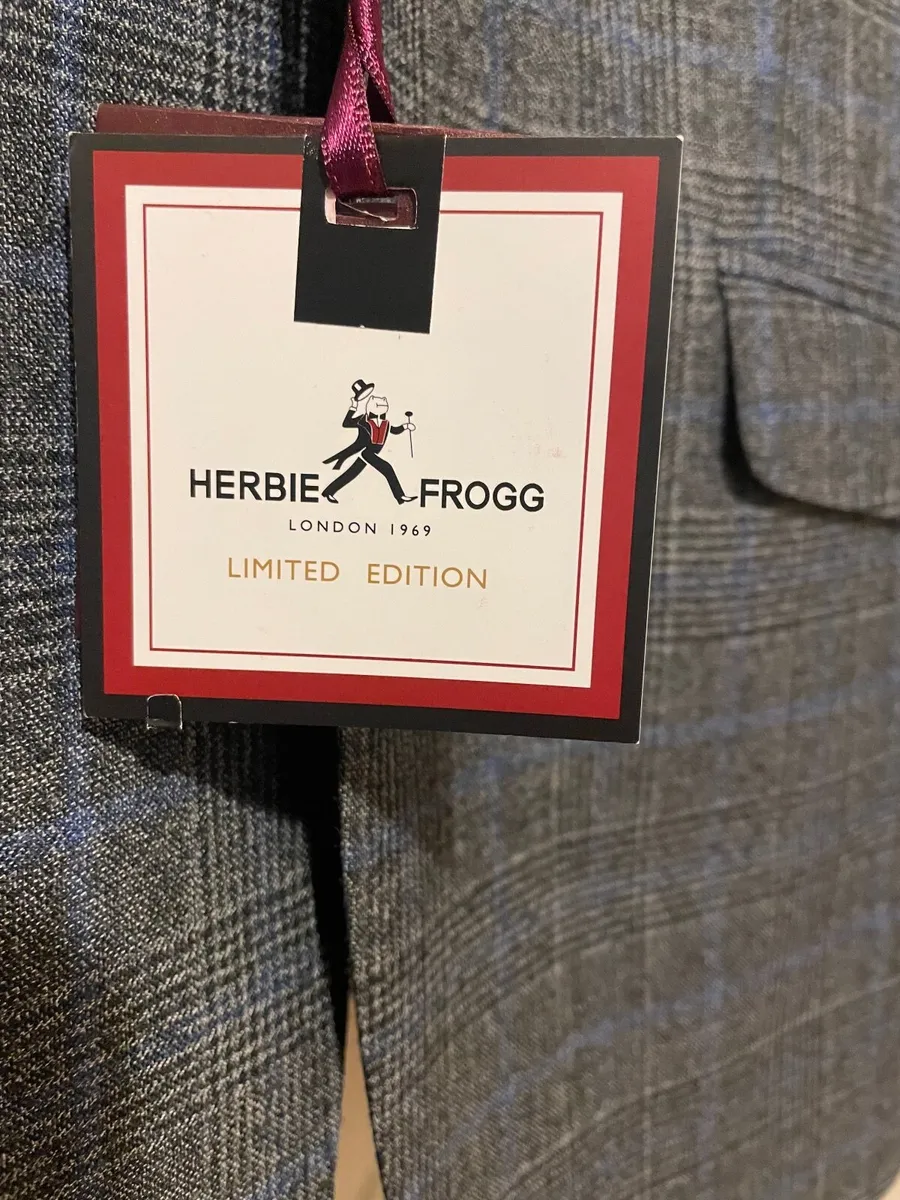 HERBIE FROGG
LONDON 1969
LIMITED EDITION